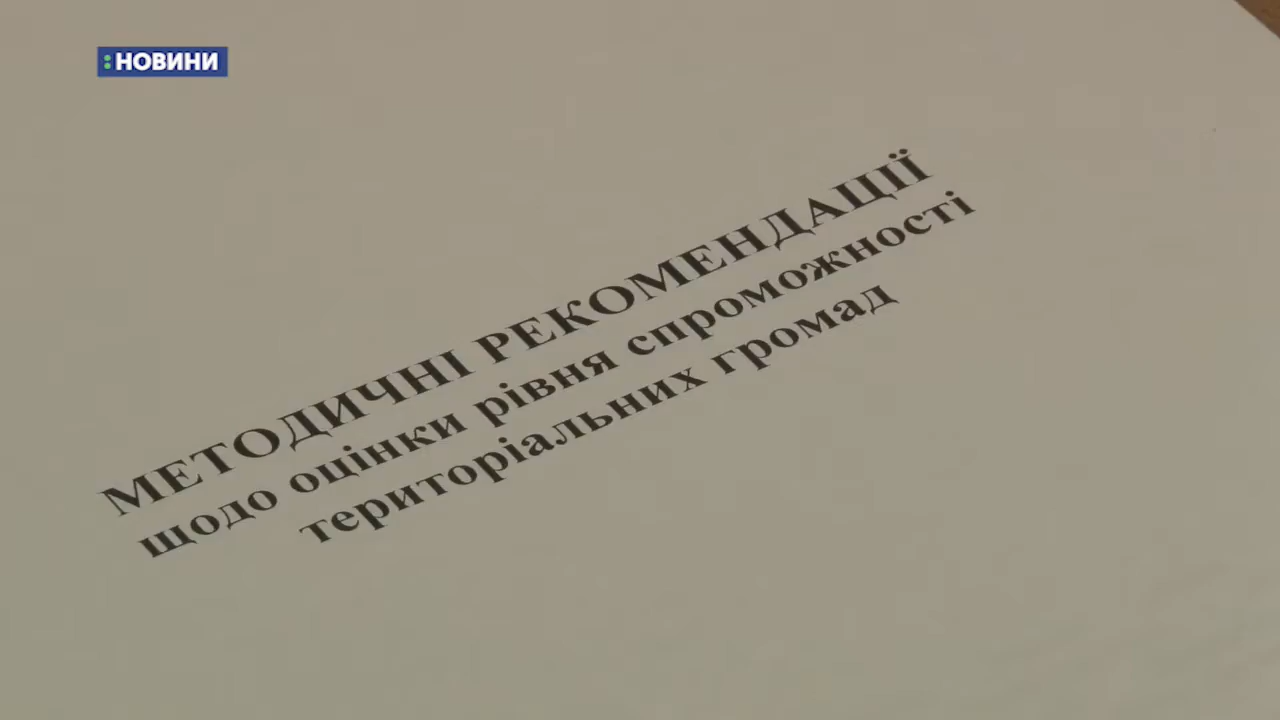 :НОВИНИ
МЕТОДИЧНІ РЕКОМЕНДАЦІЇ
щодо оцінки рівня спроможності
територіальних громад